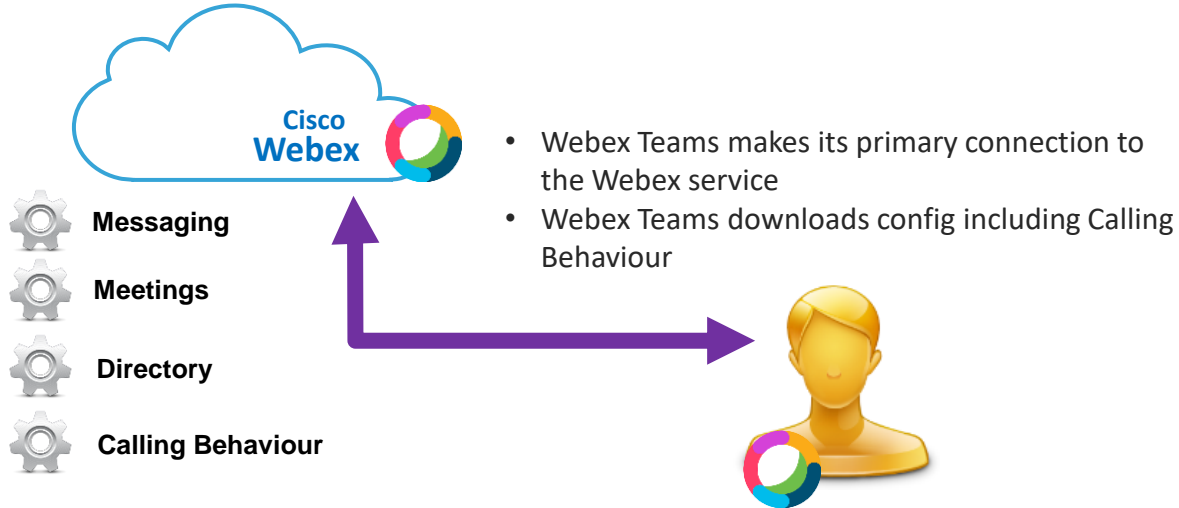 Cisco
Webex
• Webex Teams makes its primary connection to
the Webex service
• Webex Teams downloads config including Calling
Behaviour
Messaging
Meetings
Directory
Calling Behaviour